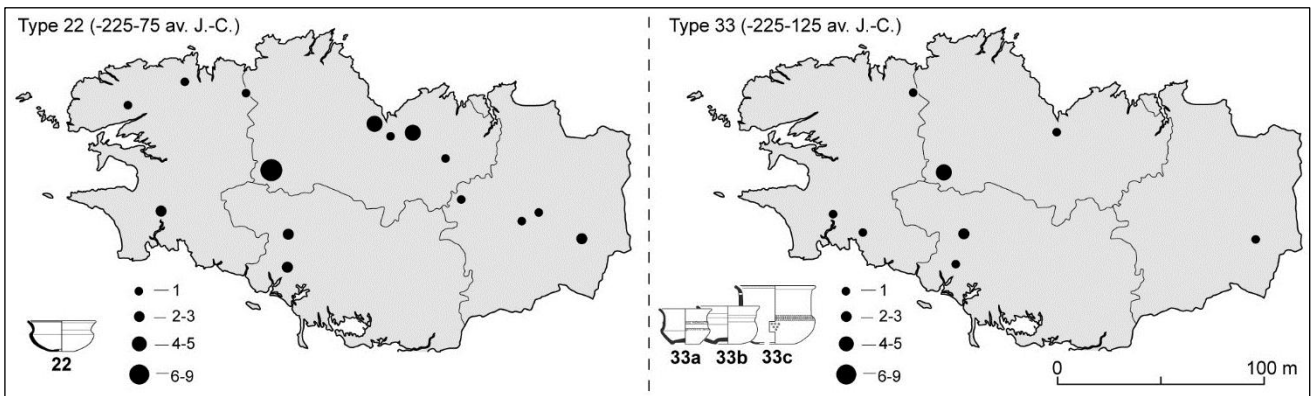 Type 22 (-225-75 av. J.-C.)
1
2-3
4-5
6-9
22
Type 33 (-225-125 av. J.-C.)
1
2-3
4-5
6-9
33a 33b 33c
0 100 m